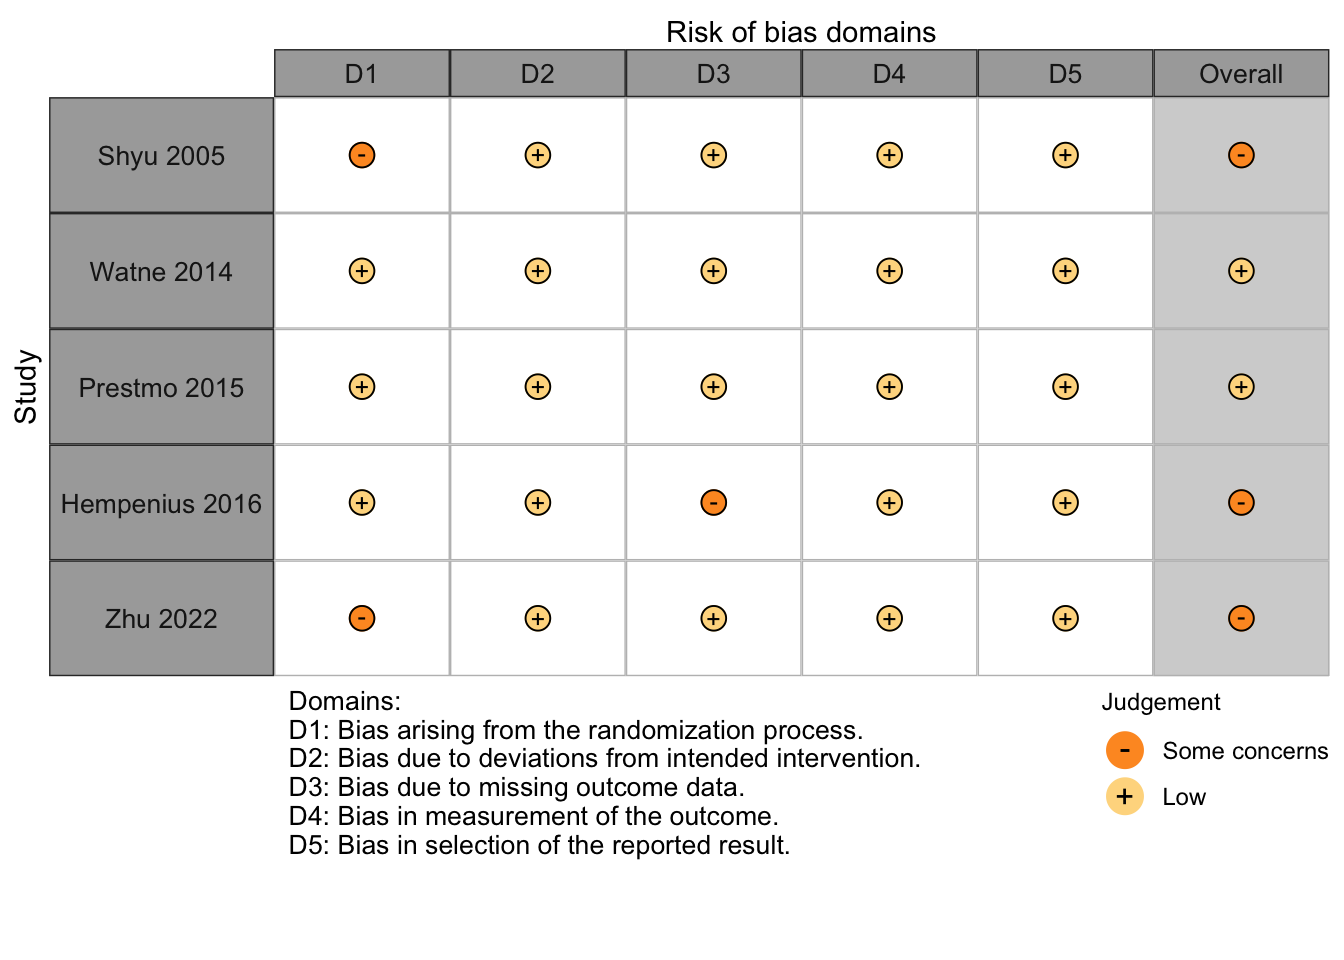 Risk of bias domains
D1 D2 D3 D4 D5 Overall
Study
Shyu 2005 - + + + + -
Watne 2014 + + + + + +
Prestmo 2015 + + + + + +
Hempenius 2016 + + - + + -
Zhu 2022 - + + + + -
Domains:
D1: Bias arising from the randomization process.
D2: Bias due to deviations from intended intervention.
D3: Bias due to missing outcome data.
D4: Bias in measurement of the outcome.
D5: Bias in selection of the reported result.
Judgement
- Some concerns
+ Low